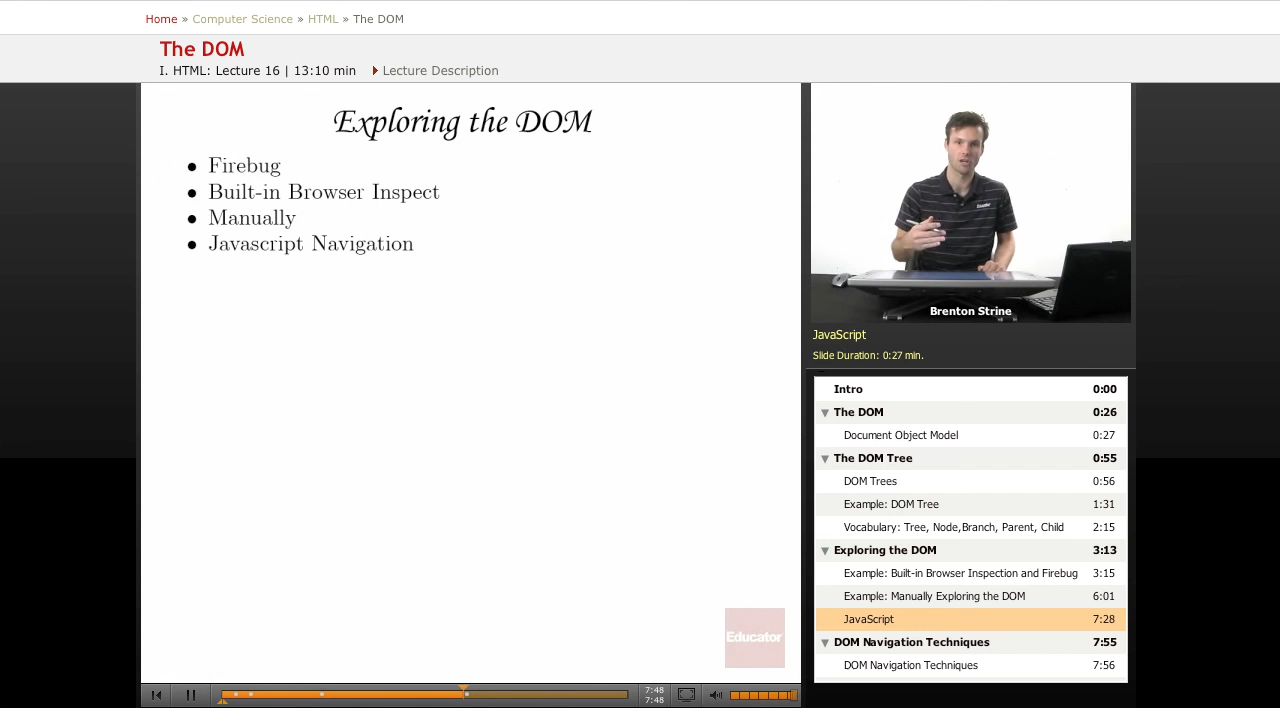 Home » Computer Science » HTML » The DOM
The DOM
I. HTML: Lecture 16 | 13:10 min Lecture Description
Exploring the DOM
• Firebug
• Built-in Browser Inspect
• Manually
• Javascript Navigation
Educator
7:48
7:48
Brenton Strine
JavaScript
Slide Duration: 0:27 min.
Intro 0:00
The DOM 0:26
Document Object Model 0:27
The DOM Tree 0:55
DOM Trees 0:56
Example: DOM Tree 1:31
Vocabulary: Tree, Node,Branch, Parent, Child 2:15
Exploring the DOM 3:13
Example: Built-in Browser Inspection and Firebug 3:15
Example: Manually Exploring the DOM 6:01
JavaScript 7:28
DOM Navigation Techniques 7:55
DOM Navigation Techniques 7:56